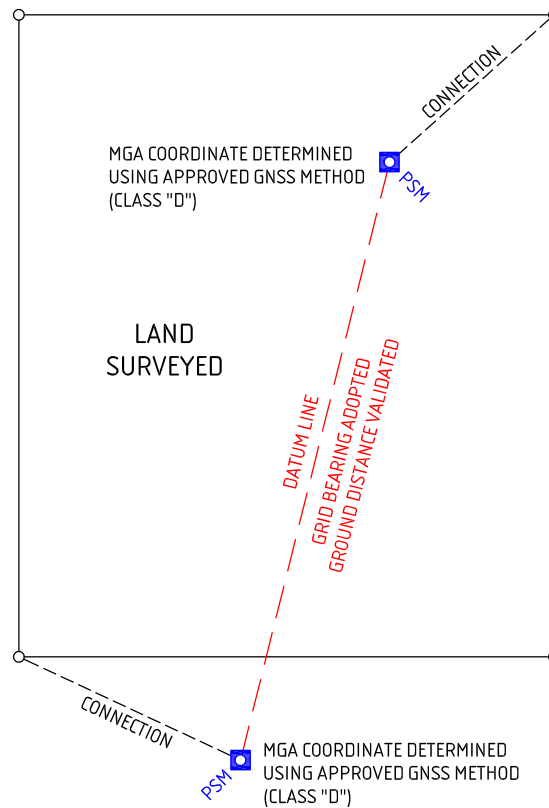 CONNECTION
MGA COORDINATE DETERMINED
USING APPROVED GNSS METHOD
(CLASS "D")
PSM
LAND
SURVEYED
DATUM LINE
GRID BEARING ADOPTED
GROUND DISTANCE VALIDATED
CONNECTION
PSM
MGA COORDINATE DETERMINED
USING APPROVED GNSS METHOD
(CLASS "D")